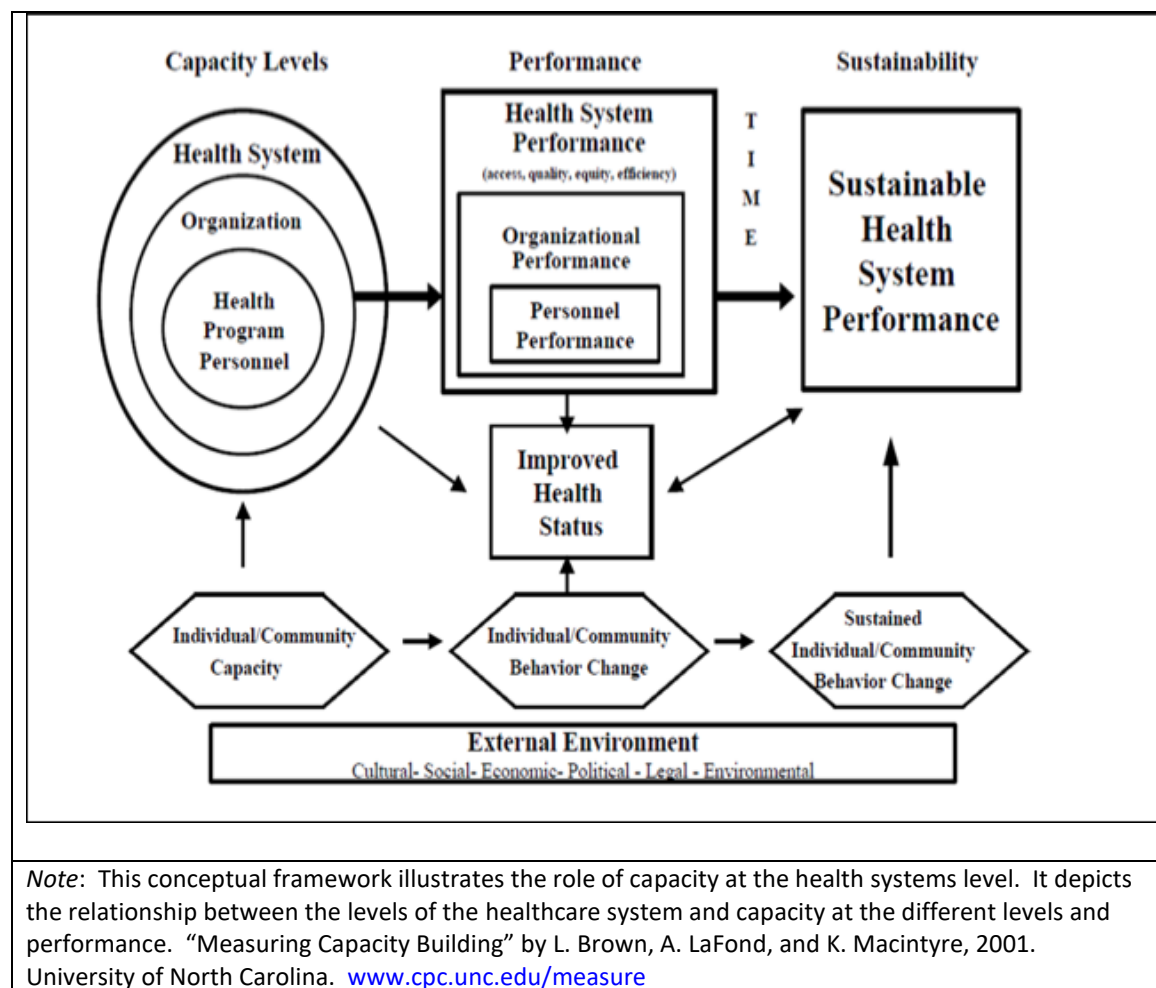 Capacity Levels
Performance
Sustainability
Health System
Organization
Health
Program
Personnel
Health System
Performance
(access, quality, equity, efficiency)
Organizational
Performance
Personnel
Performance
T
I
M
E
Sustainable
Health
System
Performance
Improved
Health
Status
Individual/Community
Capacity
Individual/Community
Behavior Change
Sustained
Individual/Community
Behavior Change
External Environment
Cultural- Social- Economic- Political - Legal - Environmental
Note: This conceptual framework illustrates the role of capacity at the health systems level. It depicts
the relationship between the levels of the healthcare system and capacity at the different levels and
performance. “Measuring Capacity Building” by L. Brown, A. LaFond, and K. Macintyre, 2001.
University of North Carolina. www.cpc.unc.edu/measure